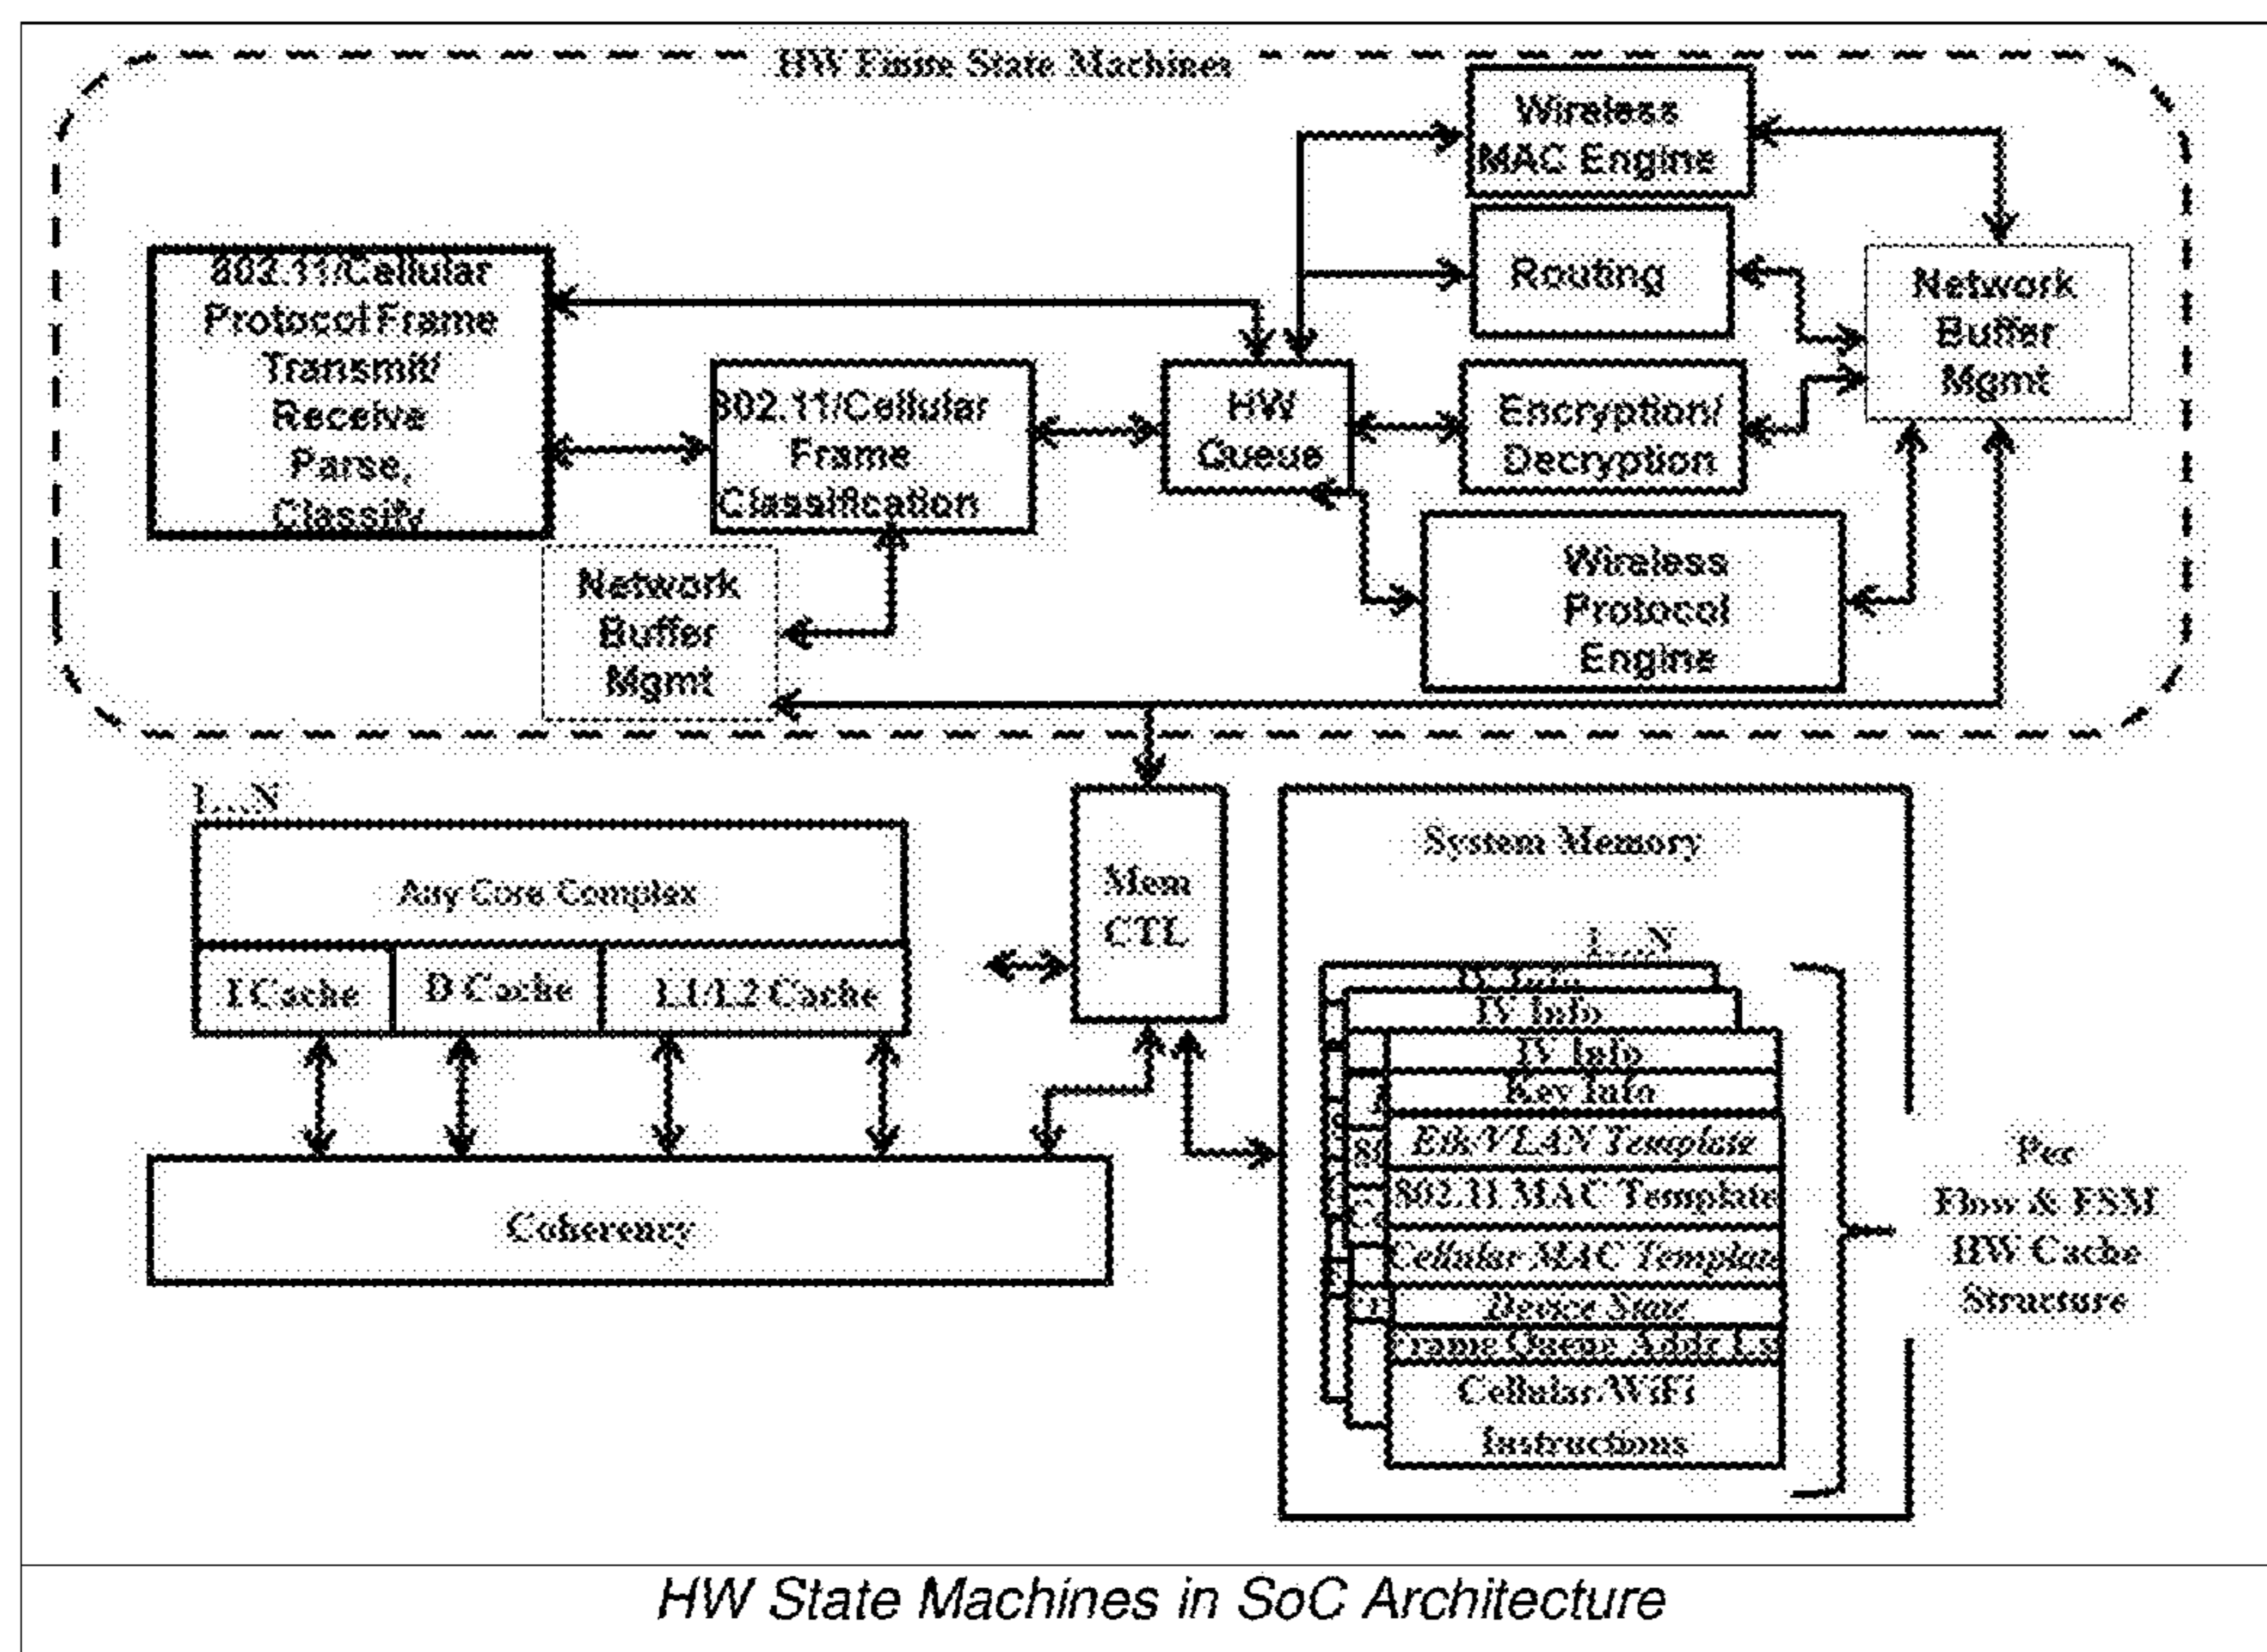 HW Finite State Machines
Wireless
MAC Engine
802.11/Cellular
Protocol Frame
Transmit/
Receive
Parse,
Classify
Routing
Network
Buffer
Mgmt
802.11/Cellular
Frame
Classification
HW
Queue
Encryption/
Decryption
Network
Buffer
Mgmt
Wireless
Protocol
Engine
1...N
Any Core Complex
I Cache
D Cache
L1/L2 Cache
Mem
CTL
Coherency
System Memory
1...N
IV Info
IV Info
IV Info
Key Info
Eth/VLAN Template
802.11 MAC Template
Cellular MAC Template
Device State
Frame Queue Addr Lst
Cellular/WiFi
Instructions
Per
Flow & FSM
HW Cache
Structure
HW State Machines in SoC Architecture